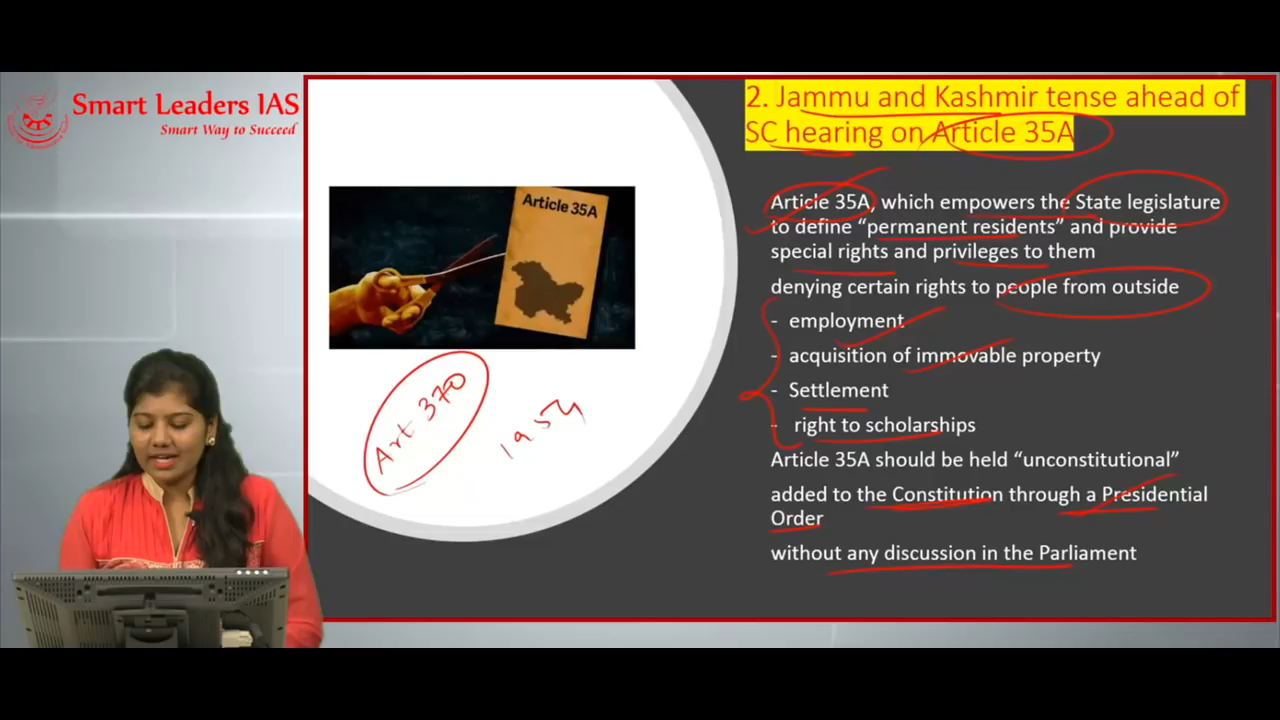 Smart Leaders IAS
Smart Way to Succeed
2. Jammu and Kashmir tense ahead of
SC hearing on Article 35A
Article 35A
Article 35A, which empowers the State legislature
to define “permanent residents” and provide
special rights and privileges to them
denying certain rights to people from outside
- employment
- acquisition of immovable property
- Settlement
- right to scholarships
Article 35A should be held “unconstitutional”
added to the Constitution through a Presidential
Order
without any discussion in the Parliament
Art 370
1954